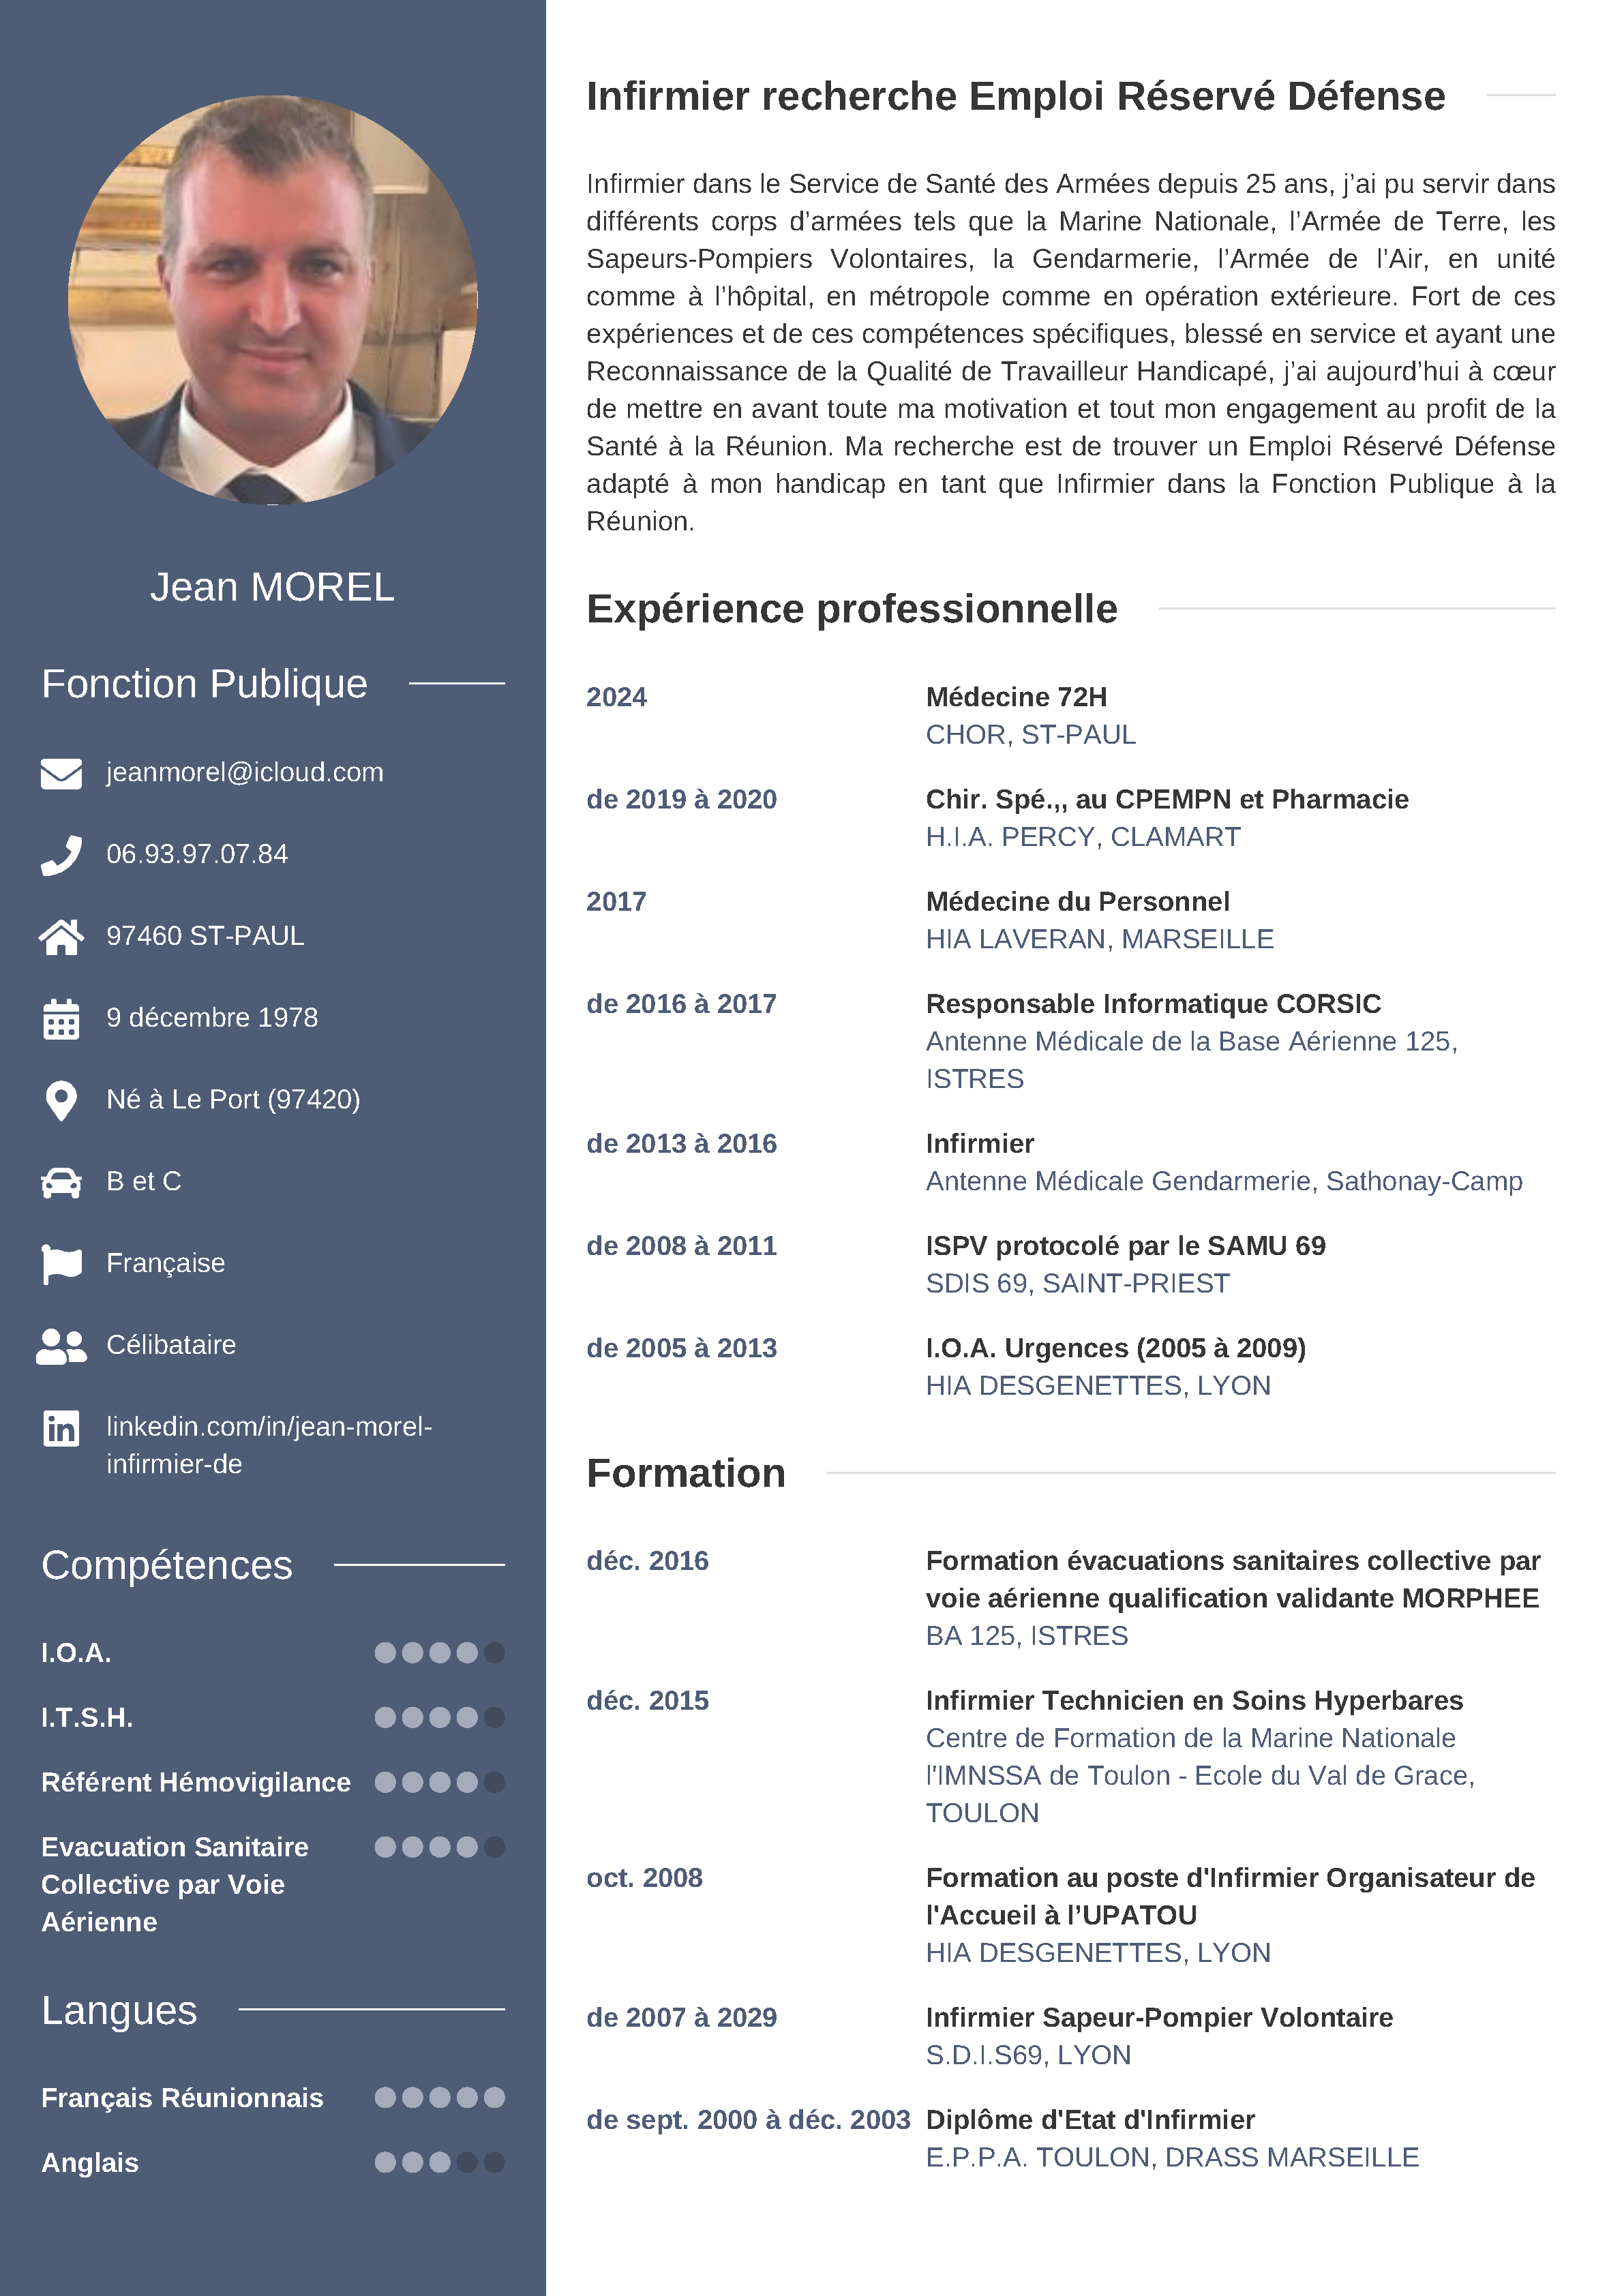 Jean MOREL
Fonction Publique
jeanmorel@icloud.com
06.93.97.07.84
97460 ST-PAUL
9 décembre 1978
Né à Le Port (97420)
B et C
Française
Célibataire
linkedin.com/in/jean-morel-
infirmier-de
Compétences
I.O.A.
I.T.S.H.
Référent Hémovigilance
Evacuation Sanitaire
Collective par Voie
Aérienne
Langues
Français Réunionnais
Anglais
Infirmier recherche Emploi Réservé Défense
Infirmier dans le Service de Santé des Armées depuis 25 ans, j’ai pu servir dans
différents corps d’armées tels que la Marine Nationale, l’Armée de Terre, les
Sapeurs-Pompiers Volontaires, la Gendarmerie, l’Armée de l’Air, en unité
comme à l’hôpital, en métropole comme en opération extérieure. Fort de ces
expériences et de ces compétences spécifiques, blessé en service et ayant une
Reconnaissance de la Qualité de Travailleur Handicapé, j’ai aujourd’hui à cœur
de mettre en avant toute ma motivation et tout mon engagement au profit de la
Santé à la Réunion. Ma recherche est de trouver un Emploi Réservé Défense
adapté à mon handicap en tant que Infirmier dans la Fonction Publique à la
Réunion.
Expérience professionnelle
2024 Médecine 72H
CHOR, ST-PAUL
de 2019 à 2020 Chir. Spé.,, au CPEMPN et Pharmacie
H.I.A. PERCY, CLAMART
2017 Médecine du Personnel
HIA LAVERAN, MARSEILLE
de 2016 à 2017 Responsable Informatique CORSIC
Antenne Médicale de la Base Aérienne 125,
ISTRES
de 2013 à 2016 Infirmier
Antenne Médicale Gendarmerie, Sathonay-Camp
de 2008 à 2011 ISPV protocolé par le SAMU 69
SDIS 69, SAINT-PRIEST
de 2005 à 2013 I.O.A. Urgences (2005 à 2009)
HIA DESGENETTES, LYON
Formation
déc. 2016 Formation évacuations sanitaires collective par
voie aérienne qualification validante MORPHEE
BA 125, ISTRES
déc. 2015 Infirmier Technicien en Soins Hyperbares
Centre de Formation de la Marine Nationale
l'IMNSSA de Toulon - Ecole du Val de Grace,
TOULON
oct. 2008 Formation au poste d'Infirmier Organisateur de
l'Accueil à l’UPATOU
HIA DESGENETTES, LYON
de 2007 à 2029 Infirmier Sapeur-Pompier Volontaire
S.D.I.S69, LYON
de sept. 2000 à déc. 2003 Diplôme d'Etat d'Infirmier
E.P.P.A. TOULON, DRASS MARSEILLE